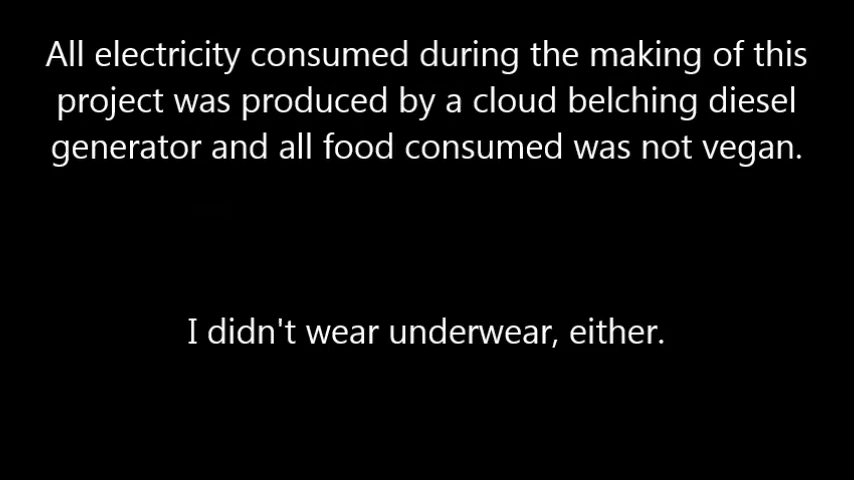 All electricity consumed during the making of this
project was produced by a cloud belching diesel
generator and all food consumed was not vegan.
I didn't wear underwear, either.